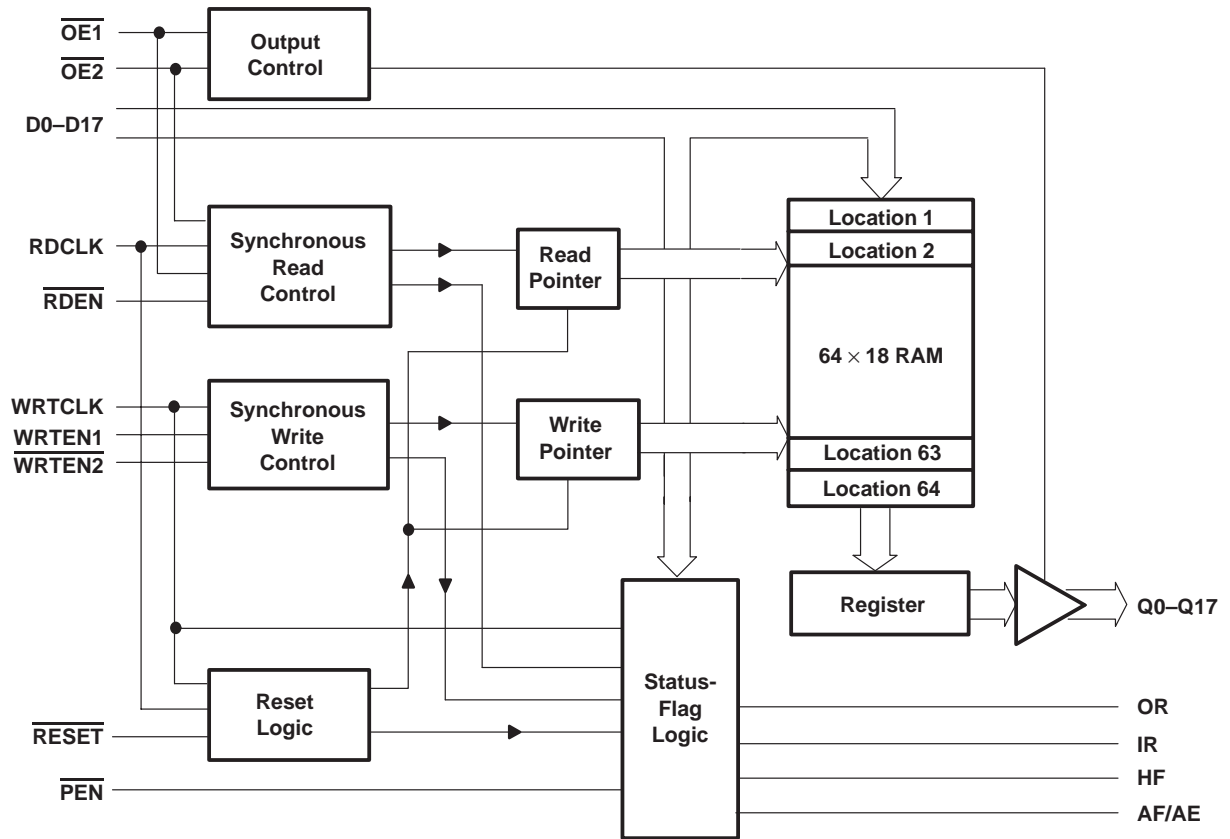 OE1
OE2
Output
Control
D0–D17
RDCLK
RDEN
Synchronous
Read
Control
Read
Pointer
Location 1
Location 2
64 × 18 RAM
Location 63
Location 64
WRTCLK
WRTEN1
WRTEN2
Synchronous
Write
Control
Write
Pointer
Register
Q0–Q17
RESET
PEN
Reset
Logic
Status-
Flag
Logic
OR
IR
HF
AF/AE